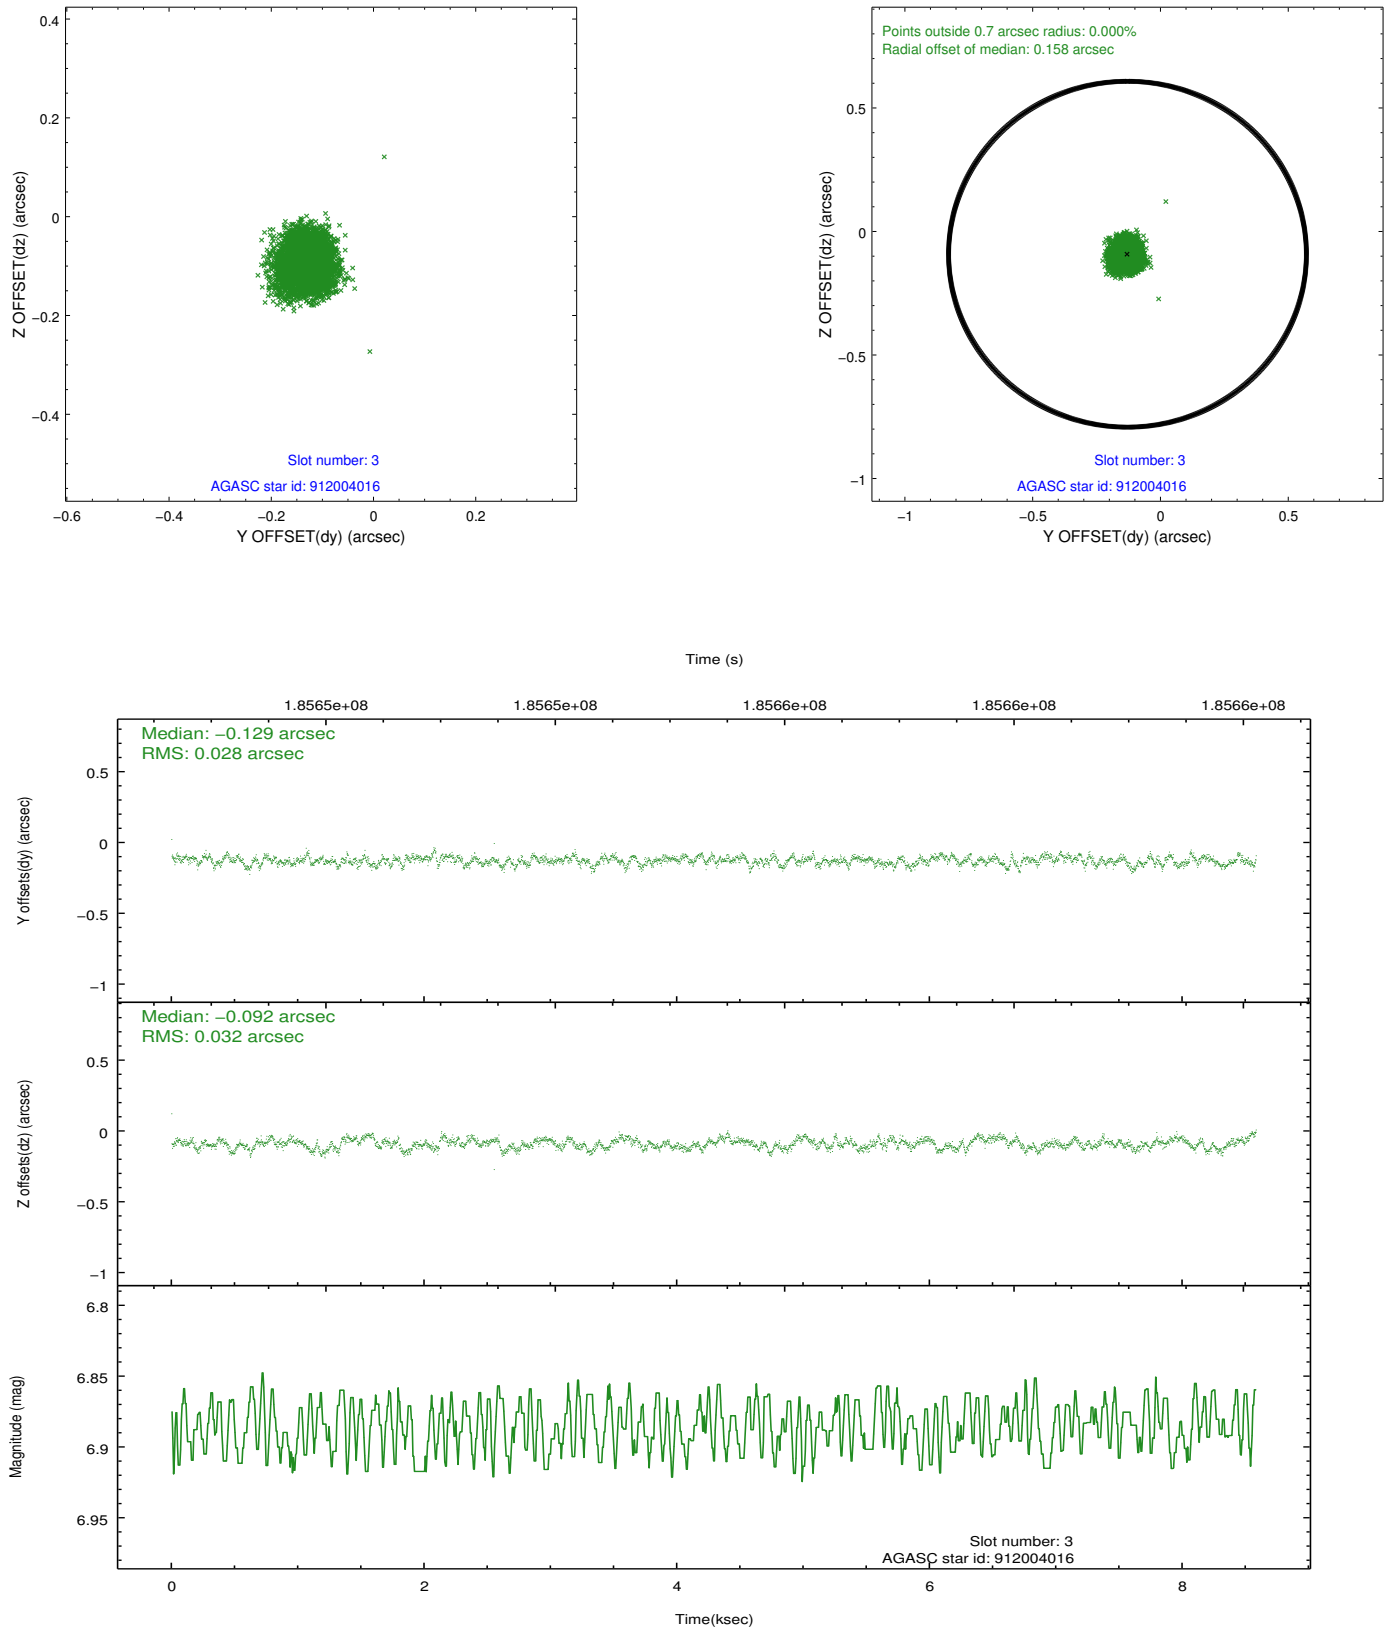 0.4
0.2
0
−0.2
−0.4
−0.6
−0.4
−0.2
0
0.2
Z OFFSET(dz) (arcsec)
Y OFFSET(dy) (arcsec)
Slot number: 3
AGASC star id: 912004016
Points outside 0.7 arcsec radius: 0.000%
Radial offset of median: 0.158 arcsec
0.5
0
−0.5
−1
−1
−0.5
0
0.5
Z OFFSET(dz) (arcsec)
Y OFFSET(dy) (arcsec)
Slot number: 3
AGASC star id: 912004016
Time (s)
1.8565e+08
1.8565e+08
1.8566e+08
1.8566e+08
1.8566e+08
Median: −0.129 arcsec
RMS: 0.028 arcsec
0.5
0
−0.5
−1
Y offsets(dy) (arcsec)
Median: −0.092 arcsec
RMS: 0.032 arcsec
0.5
0
−0.5
−1
Z offsets(dz) (arcsec)
6.8
6.85
6.9
6.95
Magnitude (mag)
Slot number: 3
AGASC star id: 912004016
0
2
4
6
8
Time(ksec)